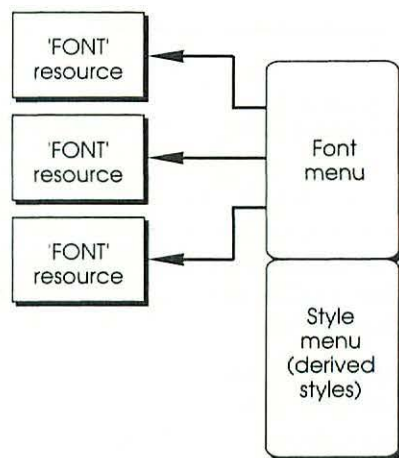 'FONT'
resource
'FONT'
resource
'FONT'
resource
Font
menu
Style
menu
(derived
styles)